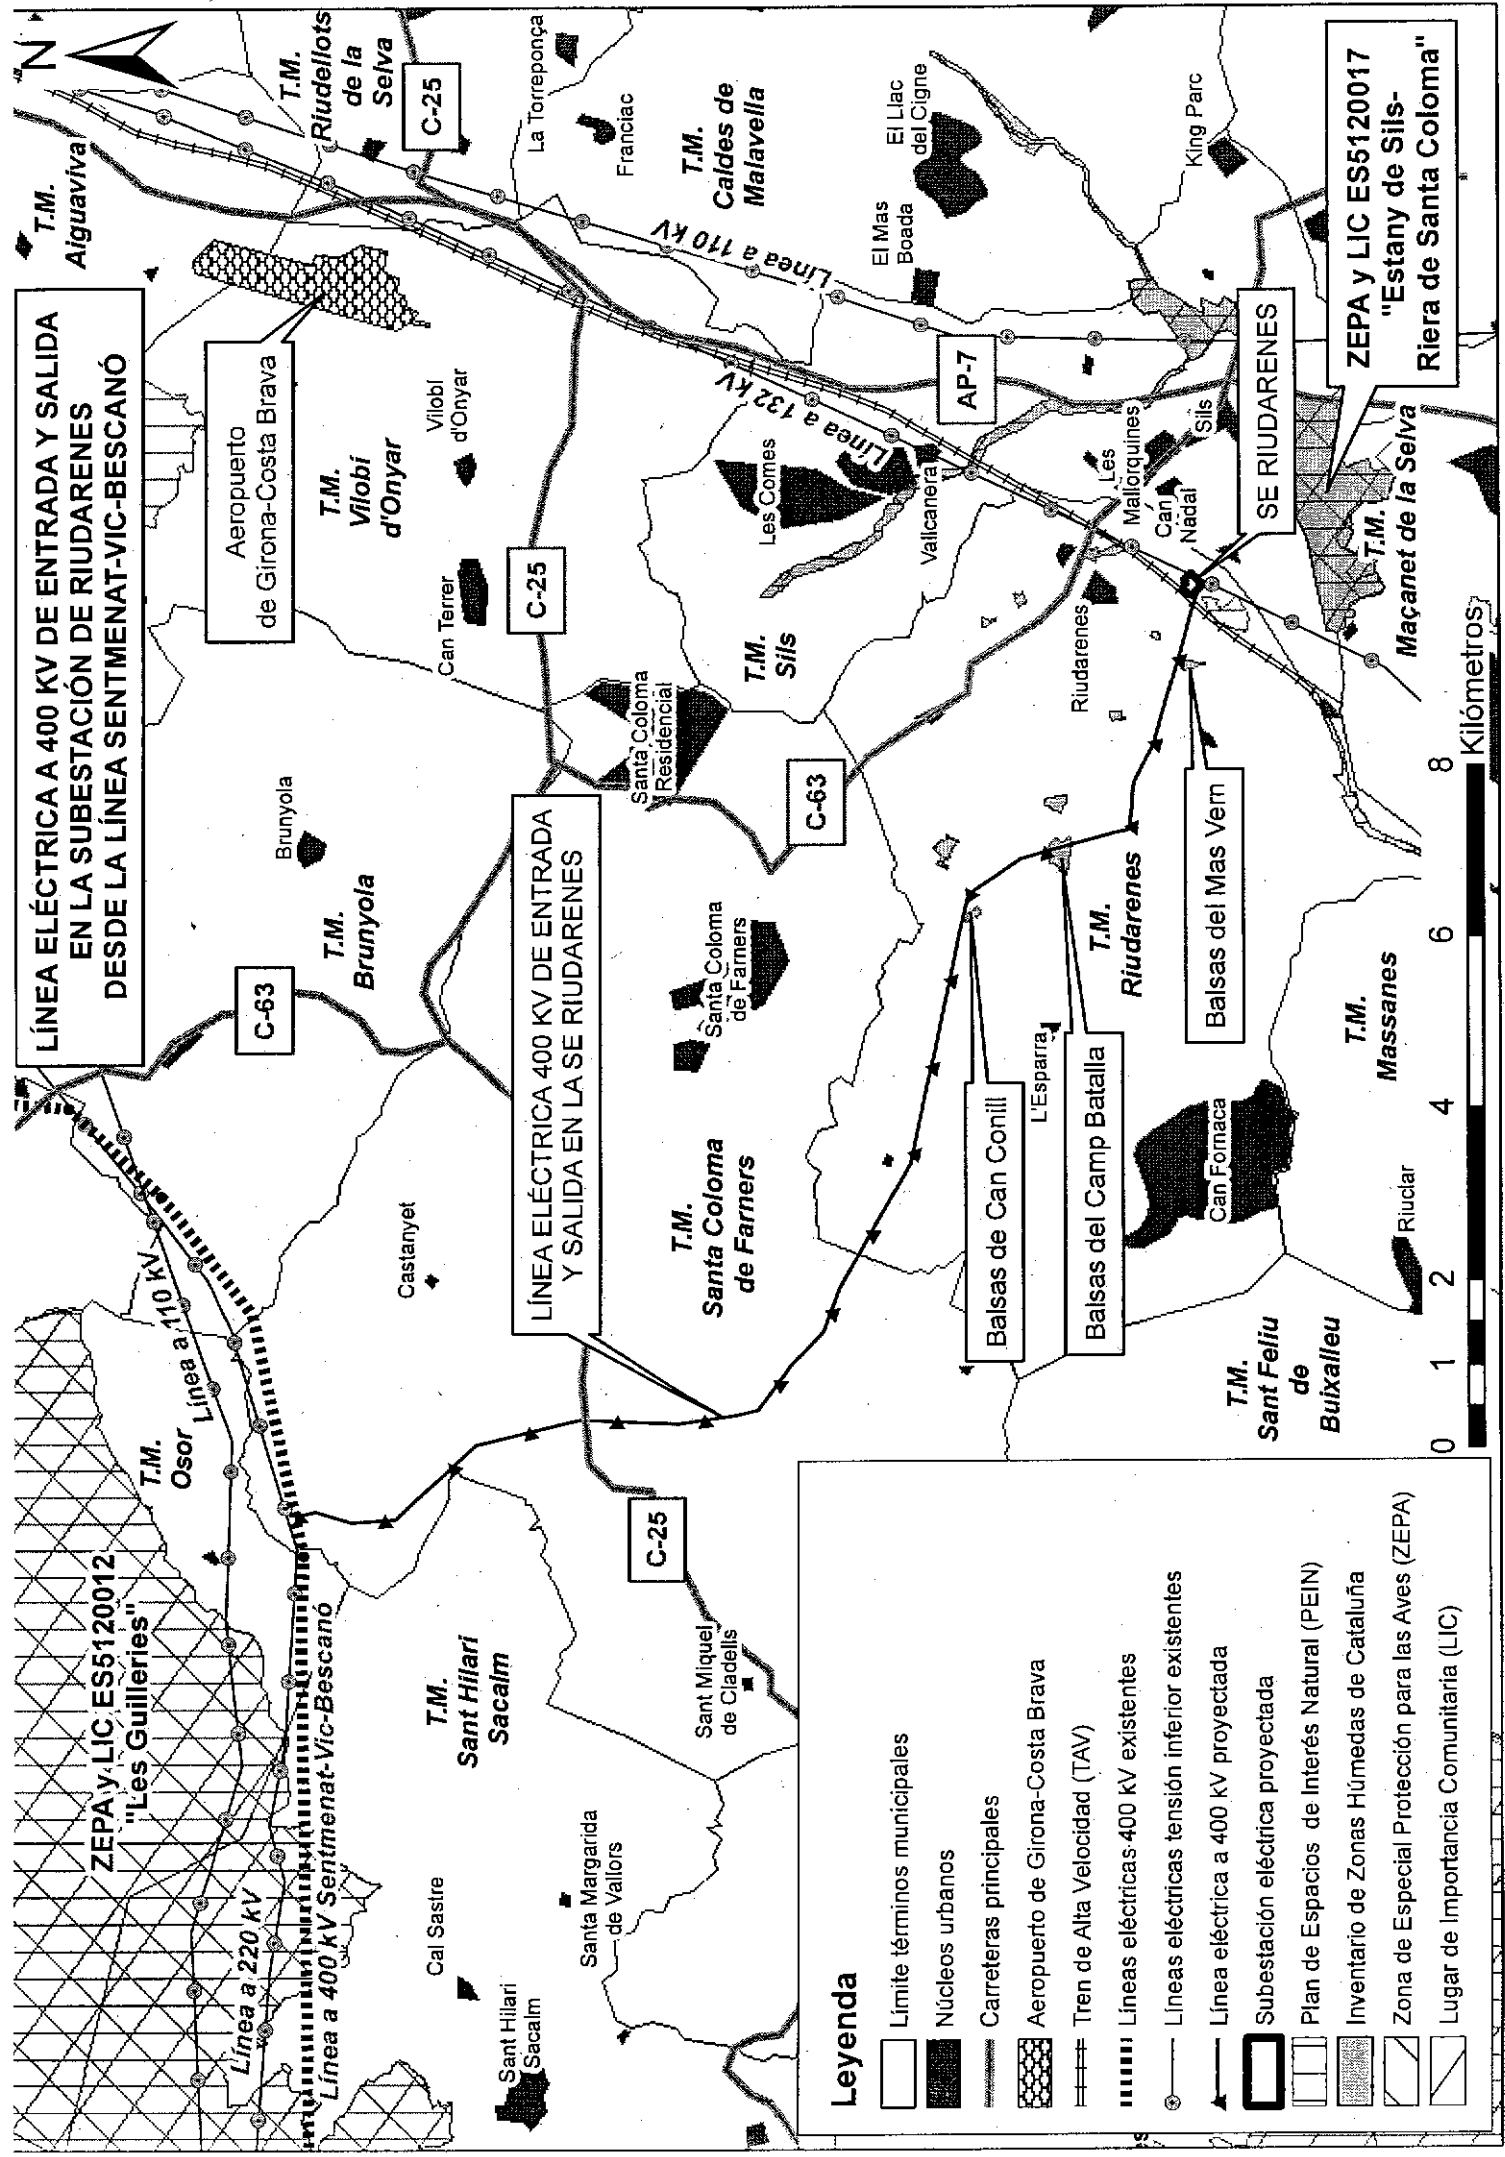 LÍNEA ELÉCTRICA A 400 KV DE ENTRADA Y SALIDA
EN LA SUBESTACIÓN DE RIUDARENES
DESDE LA LÍNEA SENTMENAT-VIC-BESCANÓ
N
ZEPA y LIC ES5120012
"Les Guilleries"
T.M.
Osor
Línea a 110 kV
Línea a 220 kV
Línea a 400 kV Sentmenat-Vic-Bescanó
C-63
T.M.
Brunyola
Brunyola
Aeropuerto
de Girona-Costa Brava
T.M.
Aiguaviva
T.M.
Riudellots
de la
Selva
C-25
T.M.
Vilobí
d'Onyar
Vilobí
d'Onyar
Can Terrer
C-25
La Torreponça
Franciac
T.M.
Caldes de
Malavella
Línea a 110 kV
Línea a 132 kV
El Mas
Boada
El Llac
del Cigne
King Parc
AP-7
Cal Sastre
Sant Hilari
Sacalm
T.M.
Sant Hilari
Sacalm
Santa Margarida
de Vallors
Sant Miquel
de Cladells
C-25
Castanyet
LÍNEA ELÉCTRICA 400 KV DE ENTRADA
Y SALIDA EN LA SE RIUDARENES
T.M.
Santa Coloma
de Farners
Santa Coloma
de Farners
Santa Coloma
Residencial
C-63
T.M.
Sils
Les Comes
Vallcanera
Les
Mallorquines
Sils
Can
Nadal
SE RIUDARENES
ZEPA y LIC ES5120017
"Estany de Sils-
Riera de Santa Coloma"
T.M.
Maçanet de la Selva
Riudarenes
T.M.
Riudarenes
Balsas de Can Conill
Balsas del Camp Batalla
Balsas del Mas Vern
L'Esparra
Can Fornaca
T.M.
Massanes
Riuclar
T.M.
Sant Feliu
de
Buixalleu
0 1 2 4 6 8
Kilómetros
Leyenda
Límite términos municipales
Núcleos urbanos
Carreteras principales
Aeropuerto de Girona-Costa Brava
Tren de Alta Velocidad (TAV)
Líneas eléctricas 400 kV existentes
Líneas eléctricas tensión inferior existentes
Línea eléctrica a 400 kV proyectada
Subestación eléctrica proyectada
Plan de Espacios de Interés Natural (PEIN)
Inventario de Zonas Húmedas de Cataluña
Zona de Especial Protección para las Aves (ZEPA)
Lugar de Importancia Comunitaria (LIC)